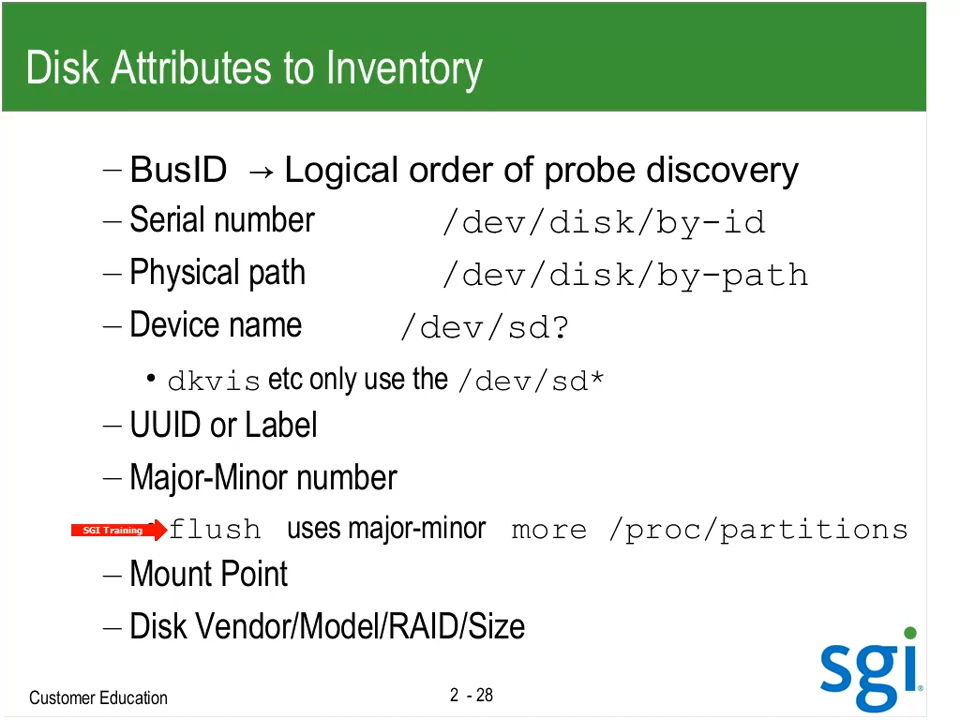 Disk Attributes to Inventory
– BusID → Logical order of probe discovery
– Serial number /dev/disk/by-id
– Physical path /dev/disk/by-path
– Device name /dev/sd?
• dkvis etc only use the /dev/sd*
– UUID or Label
– Major-Minor number
SGI Training flush uses major-minor more /proc/partitions
– Mount Point
– Disk Vendor/Model/RAID/Size
sgi®
Customer Education 2 - 28